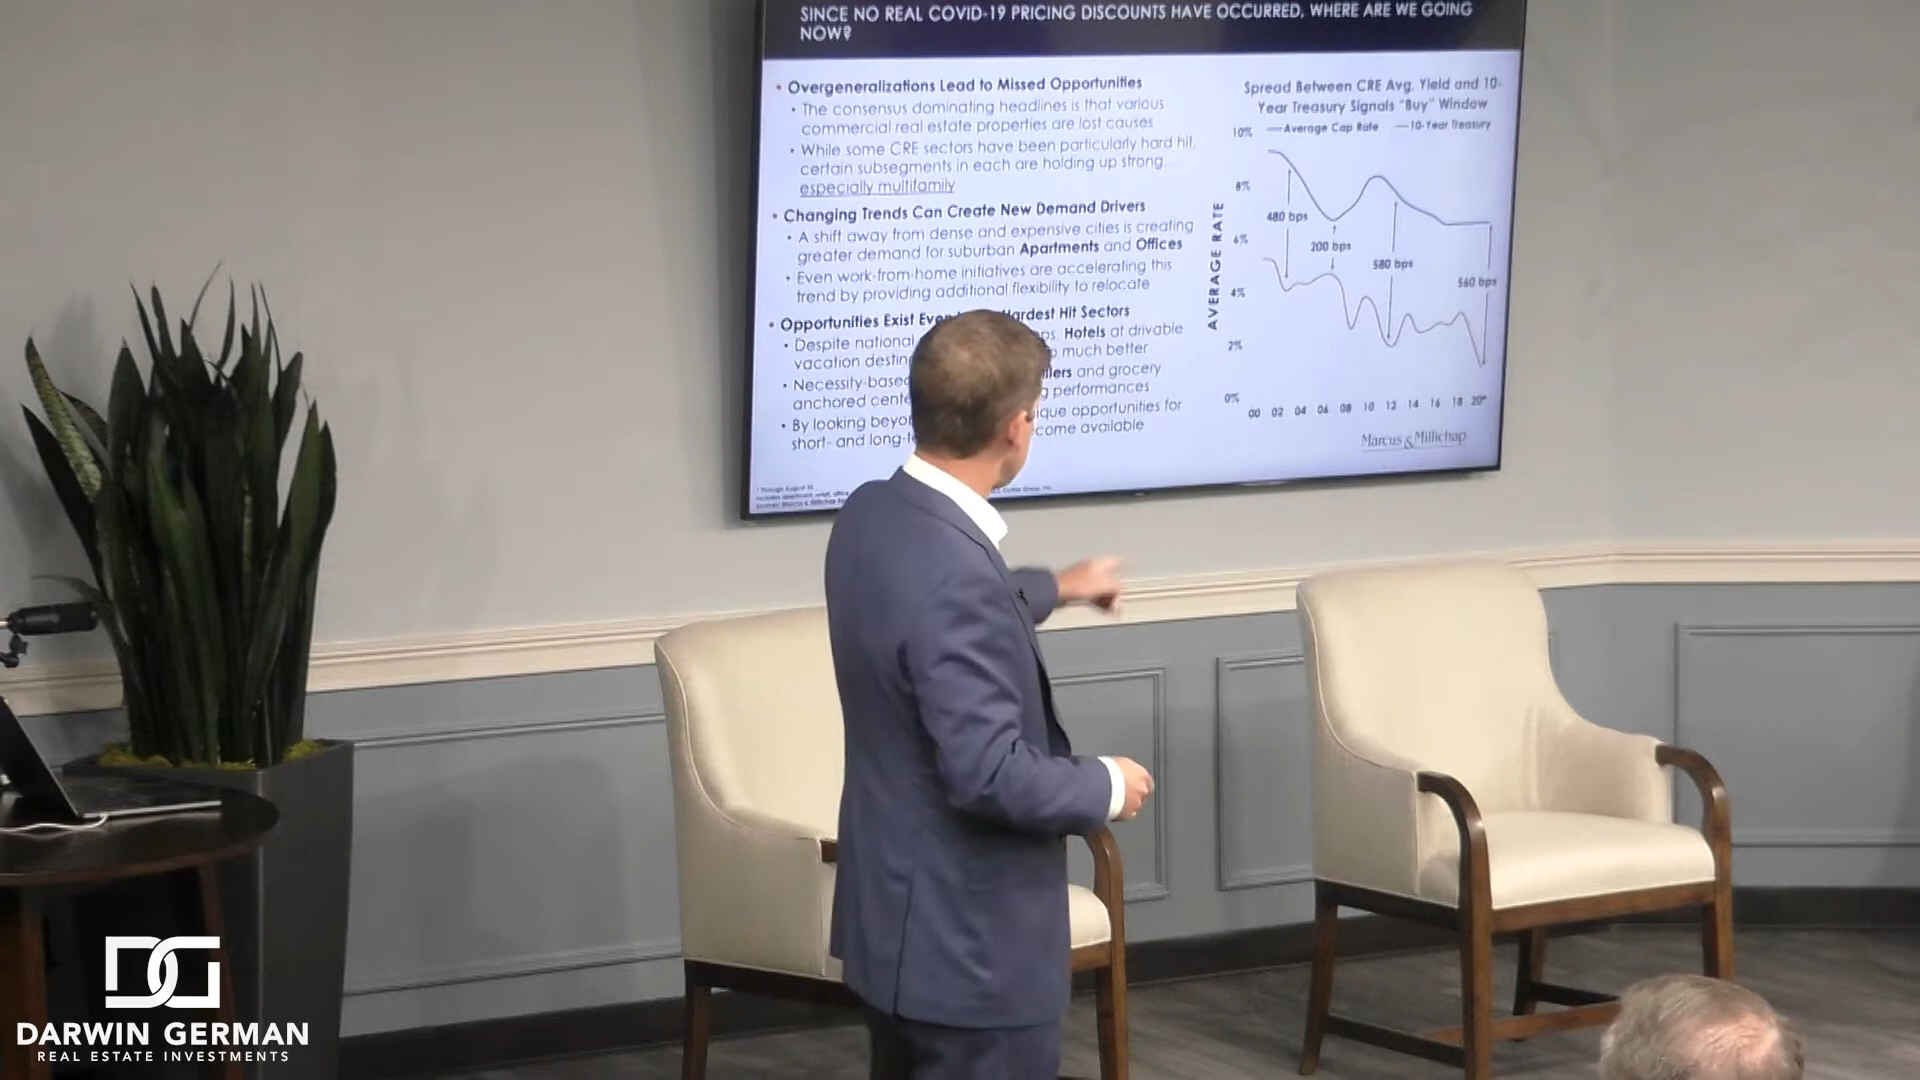 SINCE NO REAL COVID-19 PRICING DISCOUNTS HAVE OCCURRED, WHERE ARE WE GOING
NOW?
• Overgeneralizations Lead to Missed Opportunities
• The consensus dominating headlines is that various
commercial real estate properties are lost causes
• While some CRE sectors have been particularly hard hit,
certain subsegments in each are holding up strong
especially multifamily
• Changing Trends Can Create New Demand Drivers
• A shift away from dense and expensive cities is creating
greater demand for suburban Apartments and Offices
• Even work-from-home initiatives are accelerating this
trend by providing additional flexibility to relocate
• Opportunities Exist Hardest Hit Sectors
• Despite national Hotels at drivable
vacation much better
• and grocery
anchored performances
• By looking opportunities for
short- and come available
Spread Between CRE Avg. Yield and 10-
Year Treasury Signals "Buy" Window
Average Cap Rate 10-Year Treasury
AVERAGE RATE
10%
8%
6%
4%
2%
0%
480 bps
200 bps
580 bps
560 bps
00 02 04 06 08 10 12 14 16 18 20*
Marcus & Millichap
DG
DARWIN GERMAN
REAL ESTATE INVESTMENTS